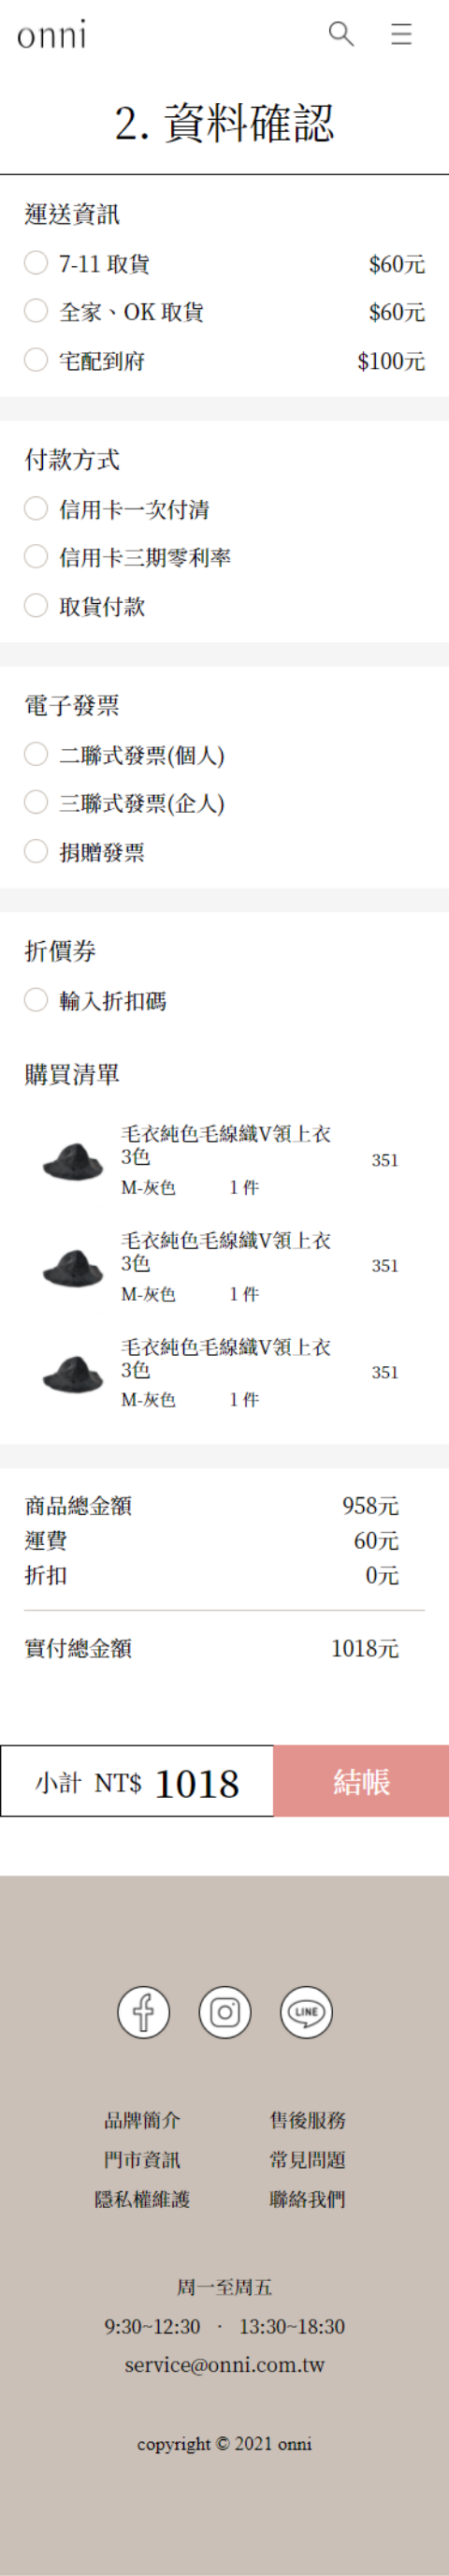 onni
2. 資料確認
運送資訊
7-11 取貨 $60元
全家、OK 取貨 $60元
宅配到府 $100元
付款方式
信用卡一次付清
信用卡三期零利率
取貨付款
電子發票
二聯式發票(個人)
三聯式發票(企人)
捐贈發票
折價券
輸入折扣碼
購買清單
毛衣純色毛線織V領上衣
3色
351
M-灰色 1 件
毛衣純色毛線織V領上衣
3色
351
M-灰色 1 件
毛衣純色毛線織V領上衣
3色
351
M-灰色 1 件
商品總金額 958元
運費 60元
折扣 0元
實付總金額 1018元
小計 NT$ 1018 結帳
LINE
品牌簡介 售後服務
門市資訊 常見問題
隱私權維護 聯絡我們
周一至周五
9:30~12:30 · 13:30~18:30
service@onni.com.tw
copyright © 2021 onni